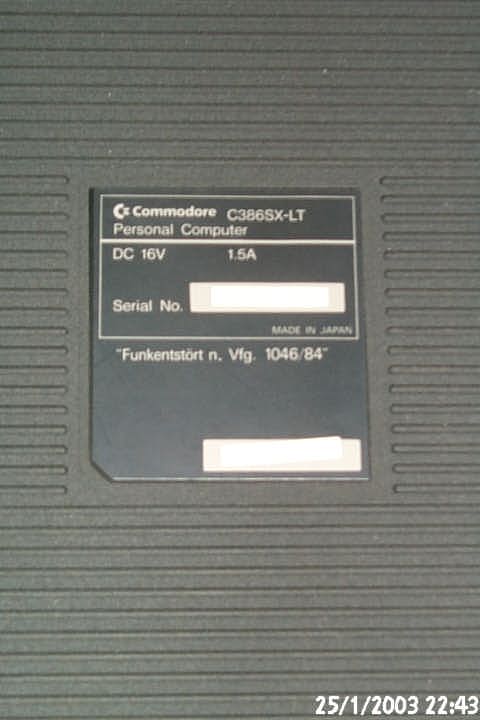 Commodore C386SX-LT
Personal Computer
DC 16V 1.5A
Serial No.
MADE IN JAPAN
"Funkentstört n. Vfg. 1046/84"
25/1/2003 22:43